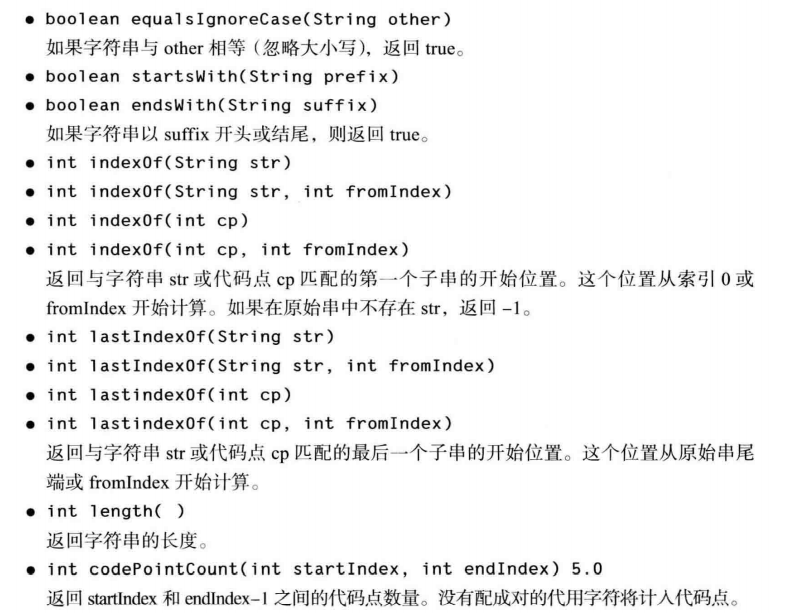 • boolean equalsIgnoreCase(String other)
如果字符串与 other 相等（忽略大小写），返回 true。
• boolean startsWith(String prefix)
• boolean endsWith(String suffix)
如果字符串以 suffix 开头或结尾，则返回 true。
• int indexOf(String str)
• int indexOf(String str, int fromIndex)
• int indexOf(int cp)
• int indexOf(int cp, int fromIndex)
返回与字符串 str 或代码点 cp 匹配的第一个子串的开始位置。这个位置从索引 0 或
fromIndex 开始计算。如果在原始串中不存在 str，返回 –1。
• int lastIndexOf(String str)
• int lastIndexOf(String str, int fromIndex)
• int lastindexOf(int cp)
• int lastindexOf(int cp, int fromIndex)
返回与字符串 str 或代码点 cp 匹配的最后一个子串的开始位置。这个位置从原始串尾
端或 fromIndex 开始计算。
• int length( )
返回字符串的长度。
• int codePointCount(int startIndex, int endIndex) 5.0
返回 startIndex 和 endIndex–1 之间的代码点数量。没有配成对的代用字符将计入代码点。